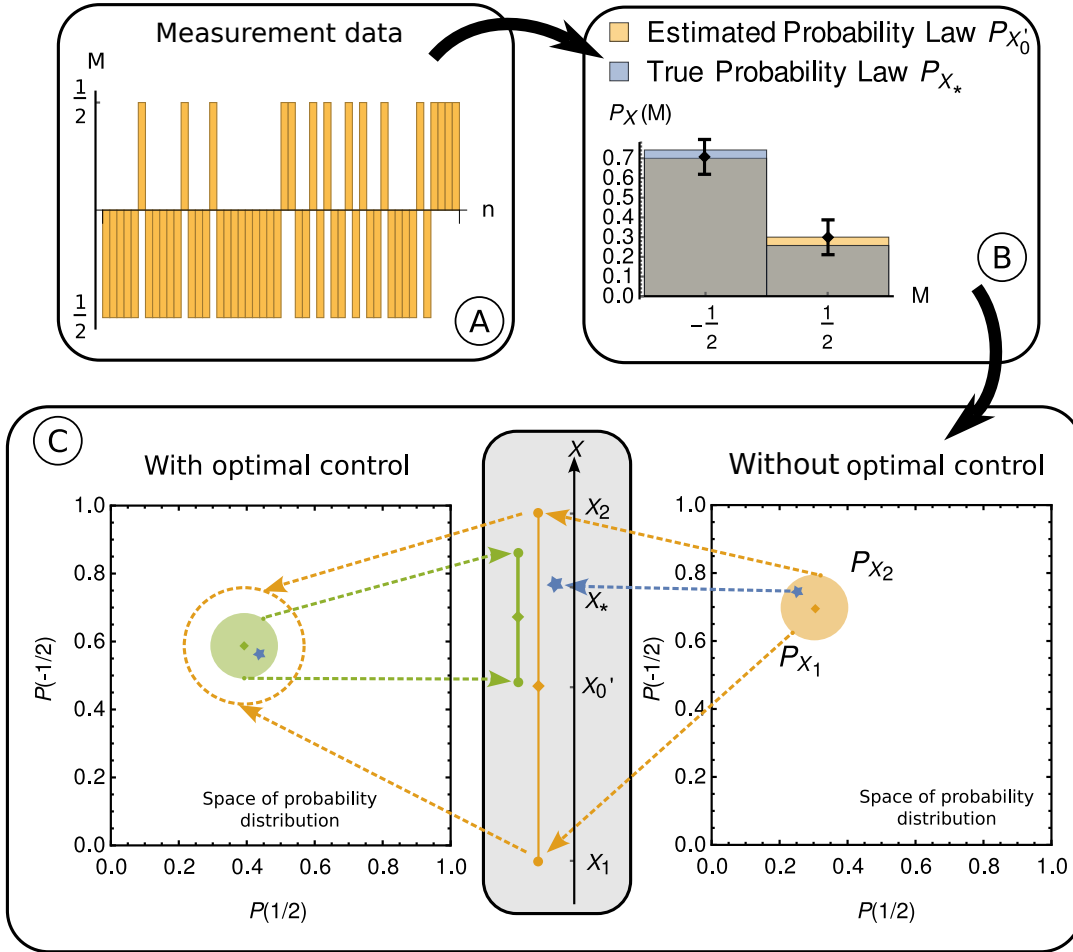 Measurement data
M
1/2
n
1/2
A
Estimated Probability Law P_{X_0'}
True Probability Law P_{X_*}
P_X(M)
0.7
0.6
0.5
0.4
0.3
0.2
0.1
0.0
M
-1/2
1/2
B
C
With optimal control
X
Without optimal control
1.0
0.8
0.6
0.4
0.2
0.0
P(-1/2)
Space of probability
distribution
0.0 0.2 0.4 0.6 0.8 1.0
P(1/2)
X_2
X_*
X_0'
X_1
1.0
0.8
0.6
0.4
0.2
0.0
P(-1/2)
P_{X_2}
P_{X_1}
Space of probability
distribution
0.0 0.2 0.4 0.6 0.8 1.0
P(1/2)